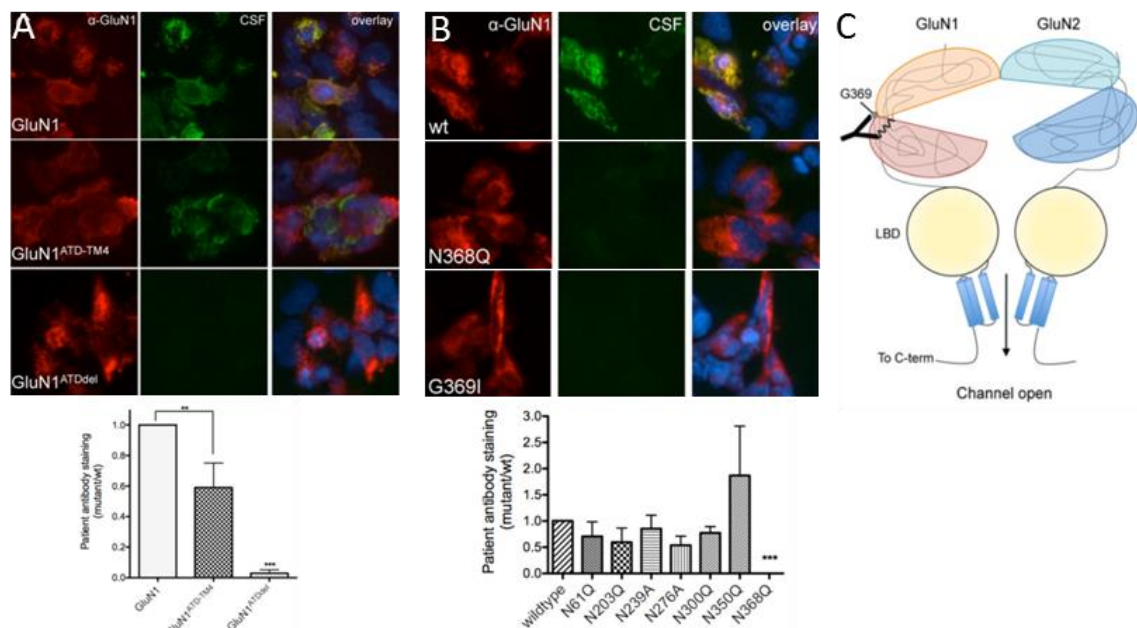 A
α-GluN1 CSF overlay
GluN1
GluN1ATD-TM4
GluN1ATDdel
Patient antibody staining
(mutant/wt)
1.0
0.8
0.6
0.4
0.2
0.0
**
***
GluN1
GluN1ATD-TM4
GluN1ATDdel
B
α-GluN1 CSF overlay
wt
N368Q
G369I
Patient antibody staining
(mutant/wt)
3.0
2.5
2.0
1.5
1.0
0.5
0.0
***
wildtype
N61Q
N203Q
N239A
N276A
N300Q
N350Q
N368Q
C
GluN1 GluN2
G369
LBD
To C-term
Channel open